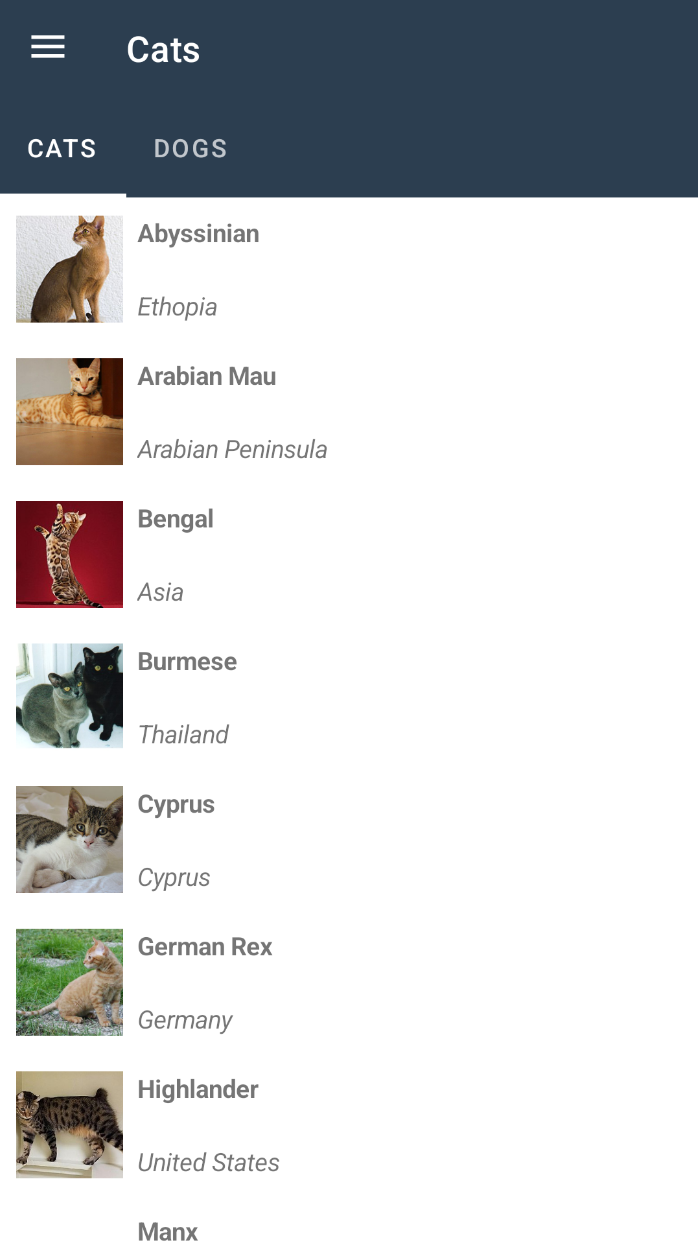 Cats
CATS
DOGS
Abyssinian
Ethopia
Arabian Mau
Arabian Peninsula
Bengal
Asia
Burmese
Thailand
Cyprus
Cyprus
German Rex
Germany
Highlander
United States
Manx